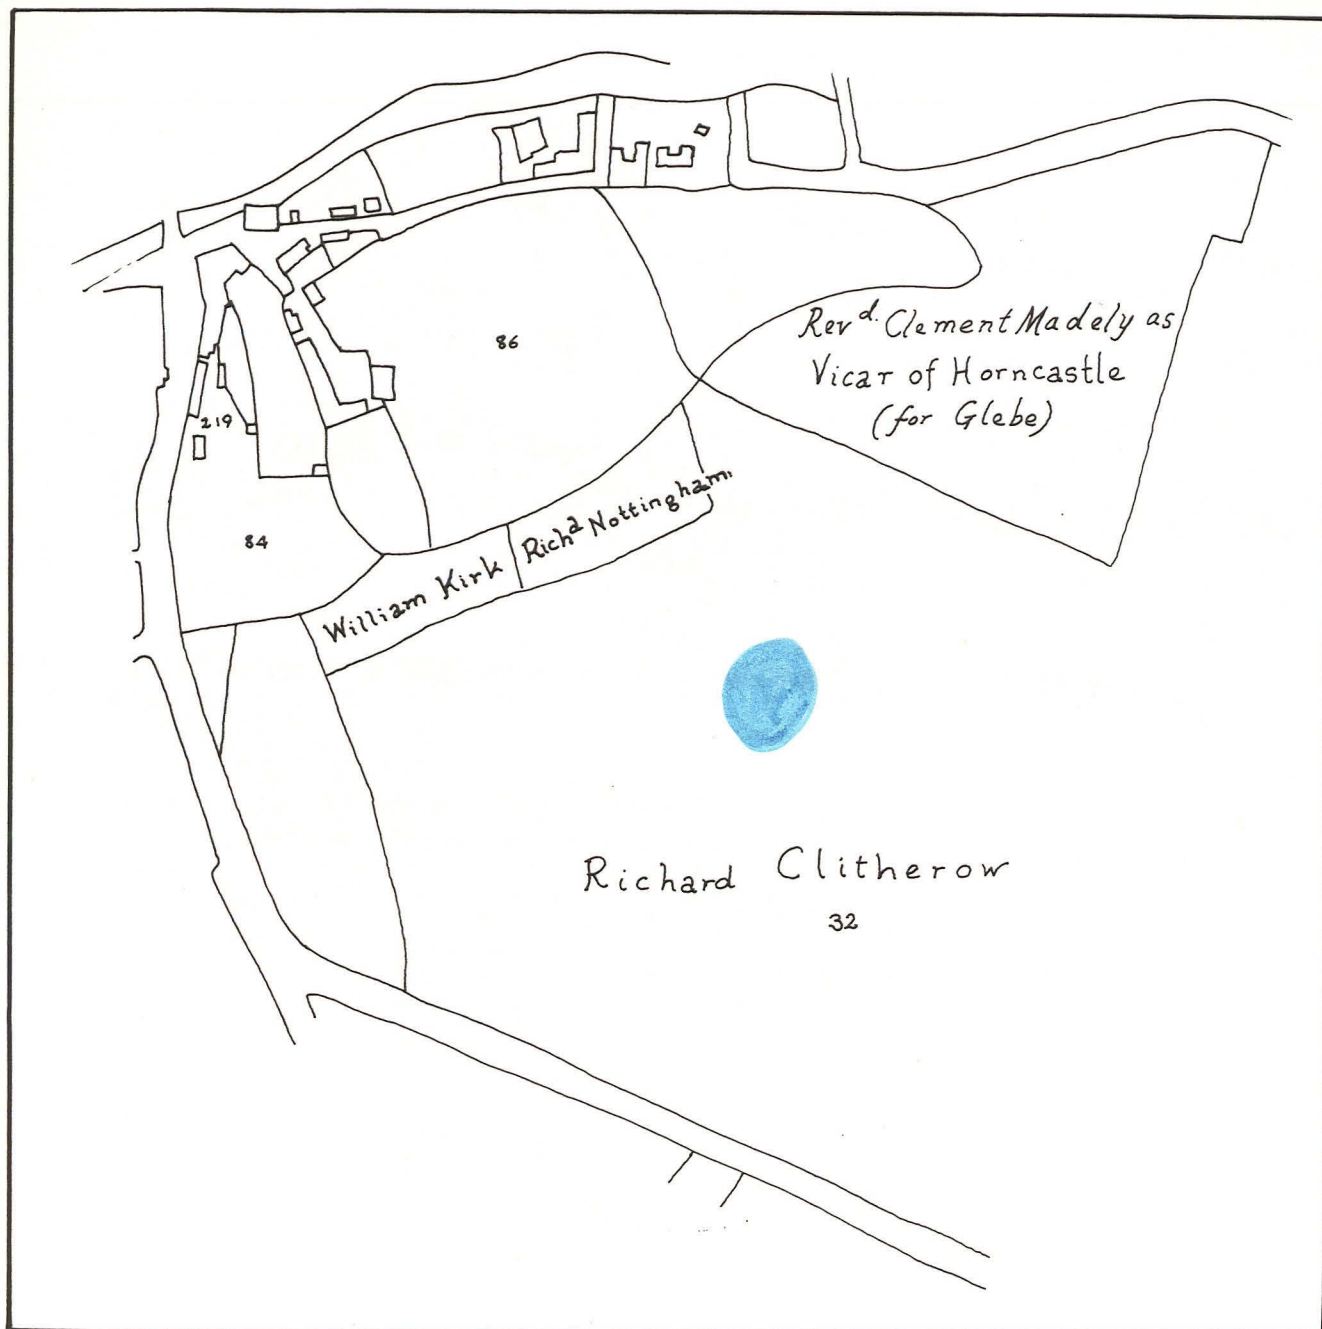 86
Revd. Clement Madely as
Vicar of Horncastle
(for Glebe)
219
84
William Kirk
Richd Nottingham.
Richard Clitherow
32